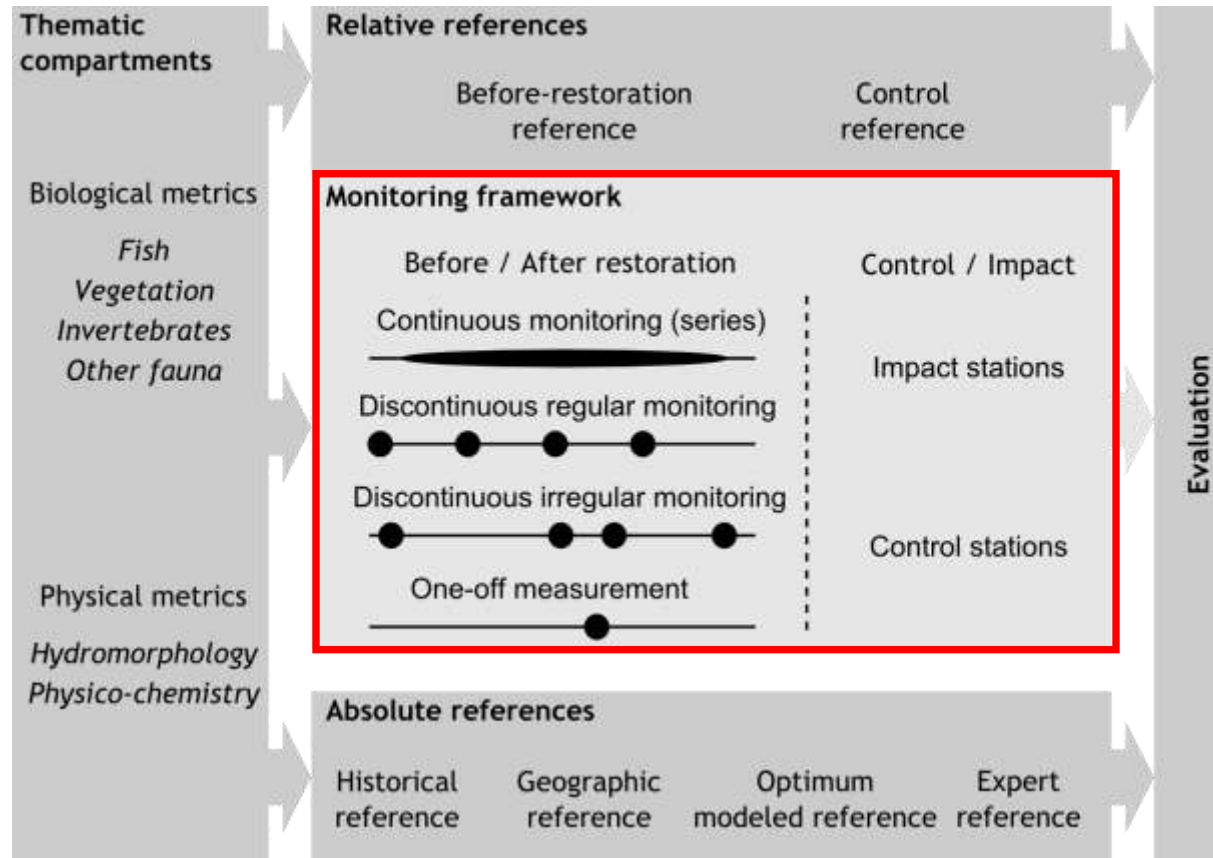 Thematic
compartments
Biological metrics
Fish
Vegetation
Invertebrates
Other fauna
Physical metrics
Hydromorphology
Physico-chemistry
Relative references
Before-restoration
reference
Control
reference
Monitoring framework
Before / After restoration
Continuous monitoring (series)
Discontinuous regular monitoring
Discontinuous irregular monitoring
One-off measurement
Control / Impact
Impact stations
Control stations
Absolute references
Historical
reference
Geographic
reference
Optimum
modeled reference
Expert
reference
Evaluation